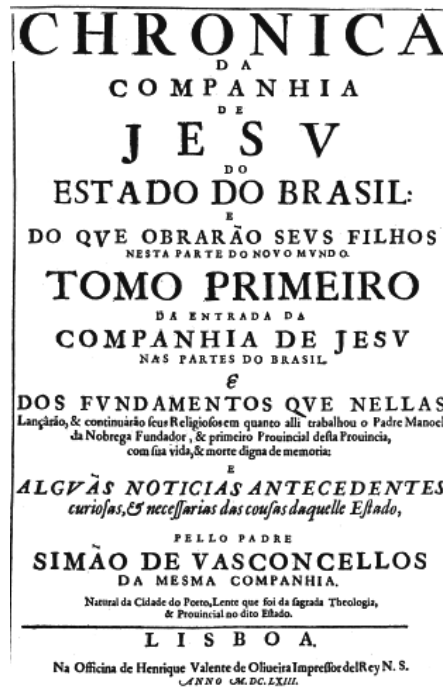 CHRONICA
DA
COMPANHIA
DE
JESV
DO
ESTADO DO BRASIL:
E
DO QVE OBRARÃO SEVS FILHOS
NESTA PARTE DO NOVO MVNDO.
TOMO PRIMEIRO
DA ENTRADA DA
COMPANHIA DE JESV
NAS PARTES DO BRASIL.
E
DOS FVNDAMENTOS QVE NELLAS
Lançàrão, & continuàrão ſeus Religioſos em quanto alli trabalhou o Padre Manoel
da Nobrega Fundador, & primeiro Prouincial deſta Prouincia,
com ſua vida, & morte digna de memoria:
E
ALGVÀS NOTICIAS ANTECEDENTES
curioſas, & neceſſarias das couſas daquelle Eſtado,
PELLO PADRE
SIMÃO DE VASCONCELLOS
DA MESMA COMPANHIA.
Natural da Cidade do Porto, Lente que foi da ſagrada Theologia,
& Prouincial no dito Eſtado.
LISBOA.
Na Officina de Henrique Valente de Oliueira Impreſſor delRey N. S.
ANNO M.DC.LXIII.